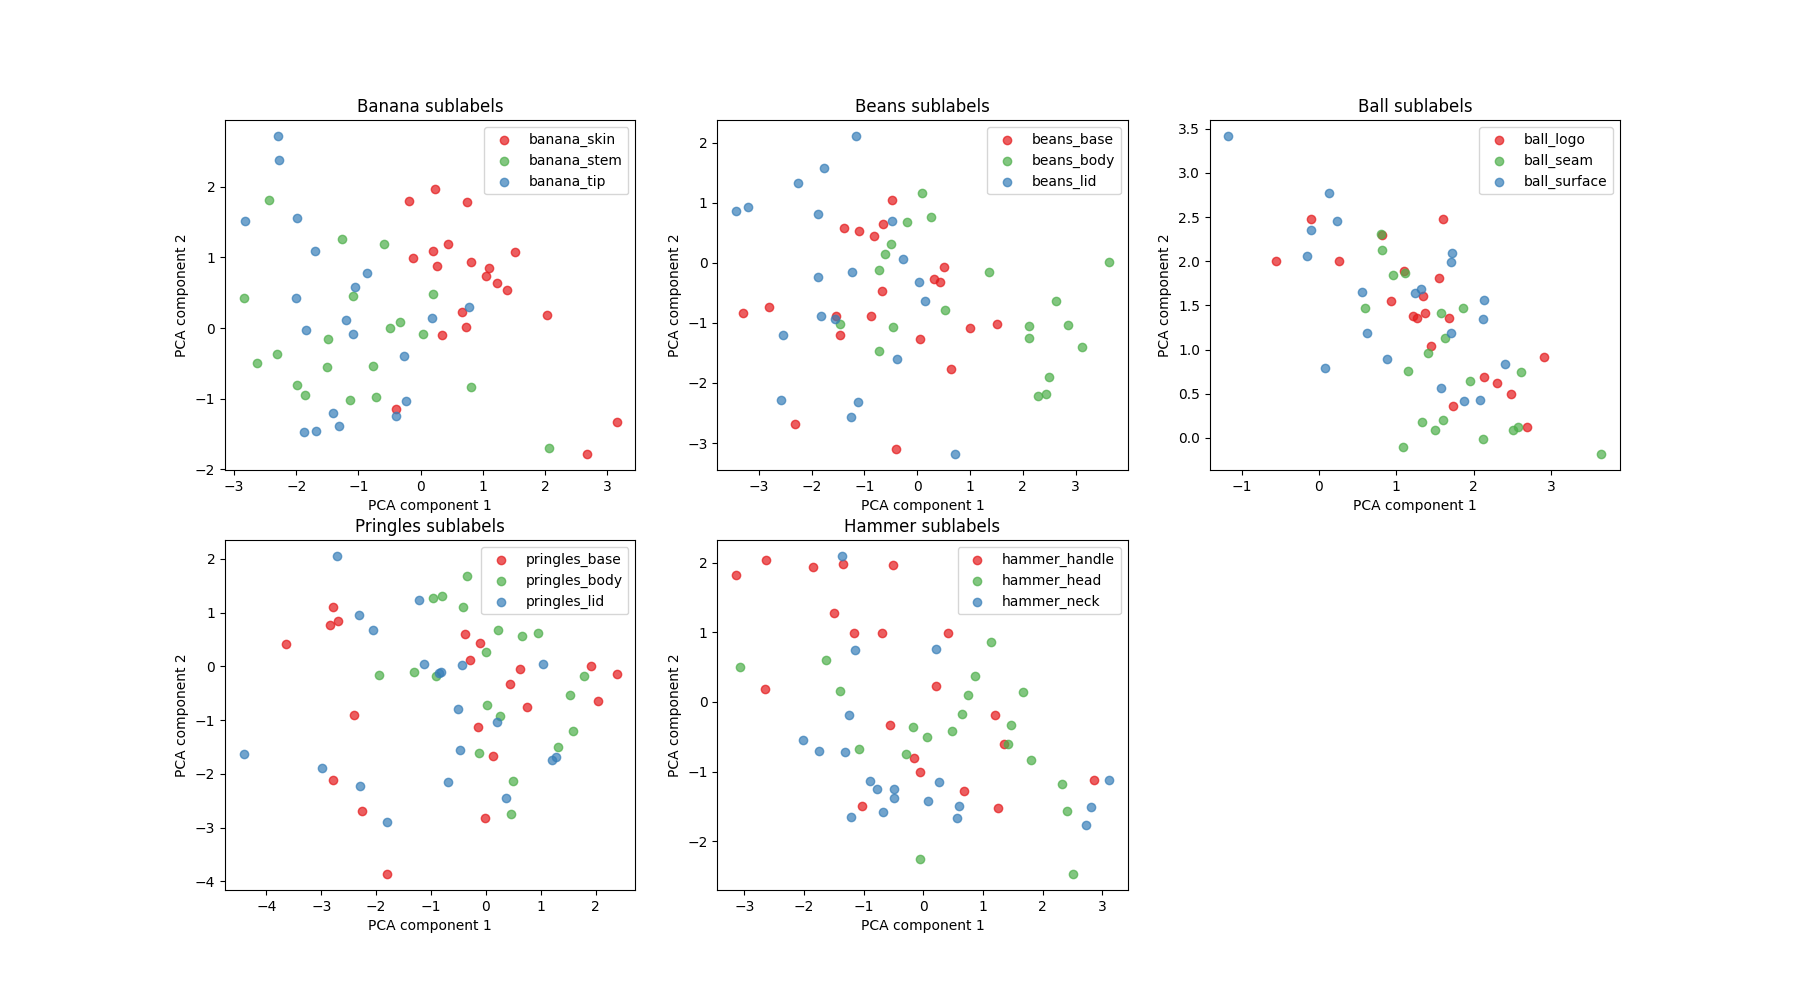 Banana sublabels
banana_skin
banana_stem
banana_tip
2
1
0
−1
−2
−3
−2
−1
0
1
2
3
PCA component 2
PCA component 1
Beans sublabels
beans_base
beans_body
beans_lid
2
1
0
−1
−2
−3
−3
−2
−1
0
1
2
3
PCA component 2
PCA component 1
Ball sublabels
ball_logo
ball_seam
ball_surface
3.5
3.0
2.5
2.0
1.5
1.0
0.5
0.0
−1
0
1
2
3
PCA component 2
PCA component 1
Pringles sublabels
pringles_base
pringles_body
pringles_lid
2
1
0
−1
−2
−3
−4
−4
−3
−2
−1
0
1
2
PCA component 2
PCA component 1
Hammer sublabels
hammer_handle
hammer_head
hammer_neck
2
1
0
−1
−2
−3
−2
−1
0
1
2
3
PCA component 2
PCA component 1